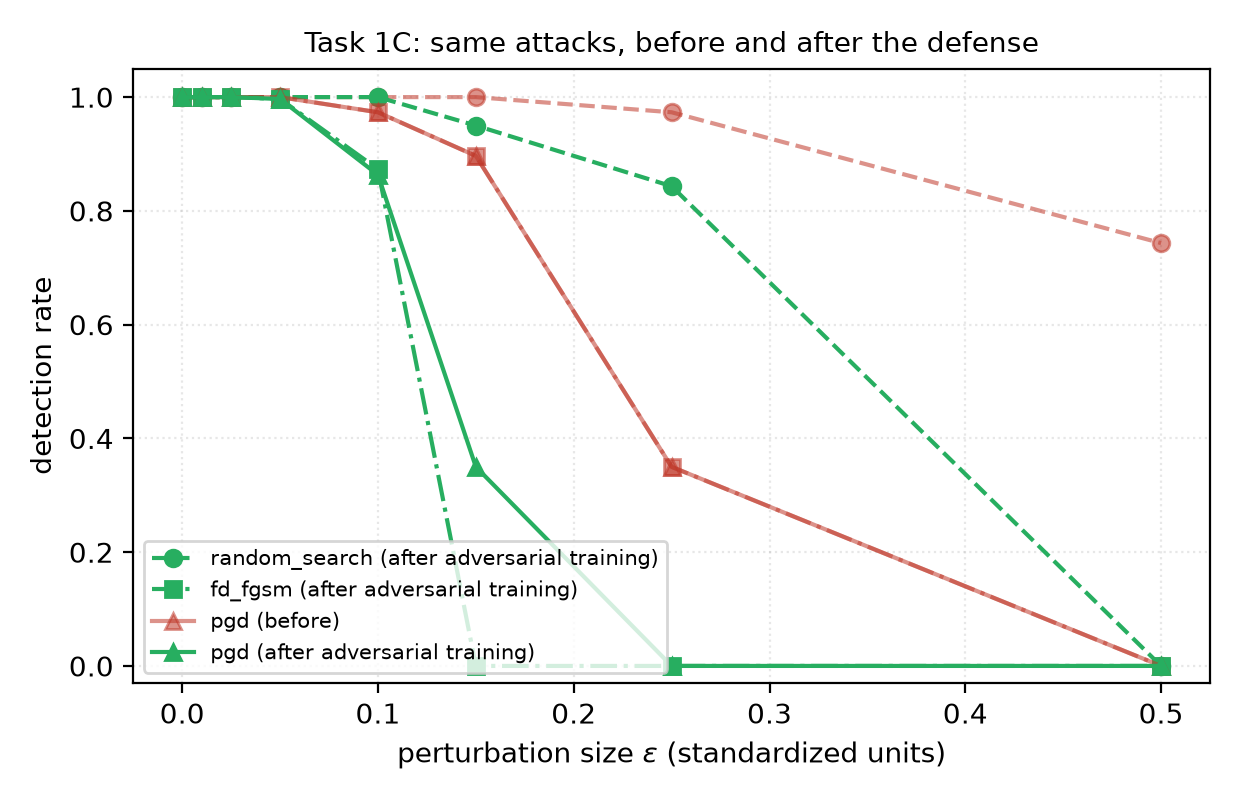 Task 1C: same attacks, before and after the defense
detection rate
1.0
0.8
0.6
0.4
0.2
0.0
random_search (after adversarial training)
fd_fgsm (after adversarial training)
pgd (before)
pgd (after adversarial training)
0.0 0.1 0.2 0.3 0.4 0.5
perturbation size ε (standardized units)